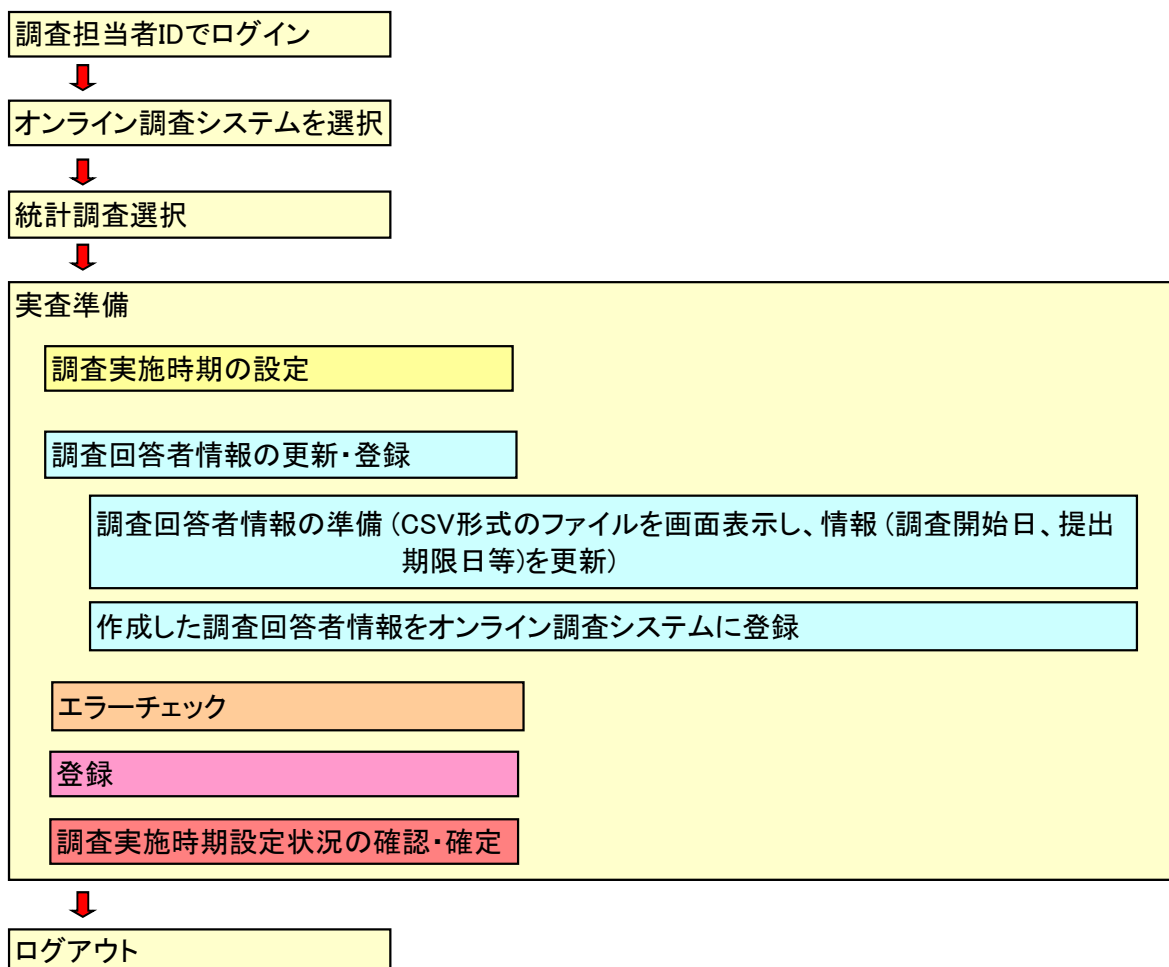 調査担当者IDでログイン
オンライン調査システムを選択
統計調査選択
実査準備
調査実施時期の設定
調査回答者情報の更新・登録
調査回答者情報の準備（CSV形式のファイルを画面表示し、情報（調査開始日、提出
期限日等)を更新）
作成した調査回答者情報をオンライン調査システムに登録
エラーチェック
登録
調査実施時期設定状況の確認・確定
ログアウト